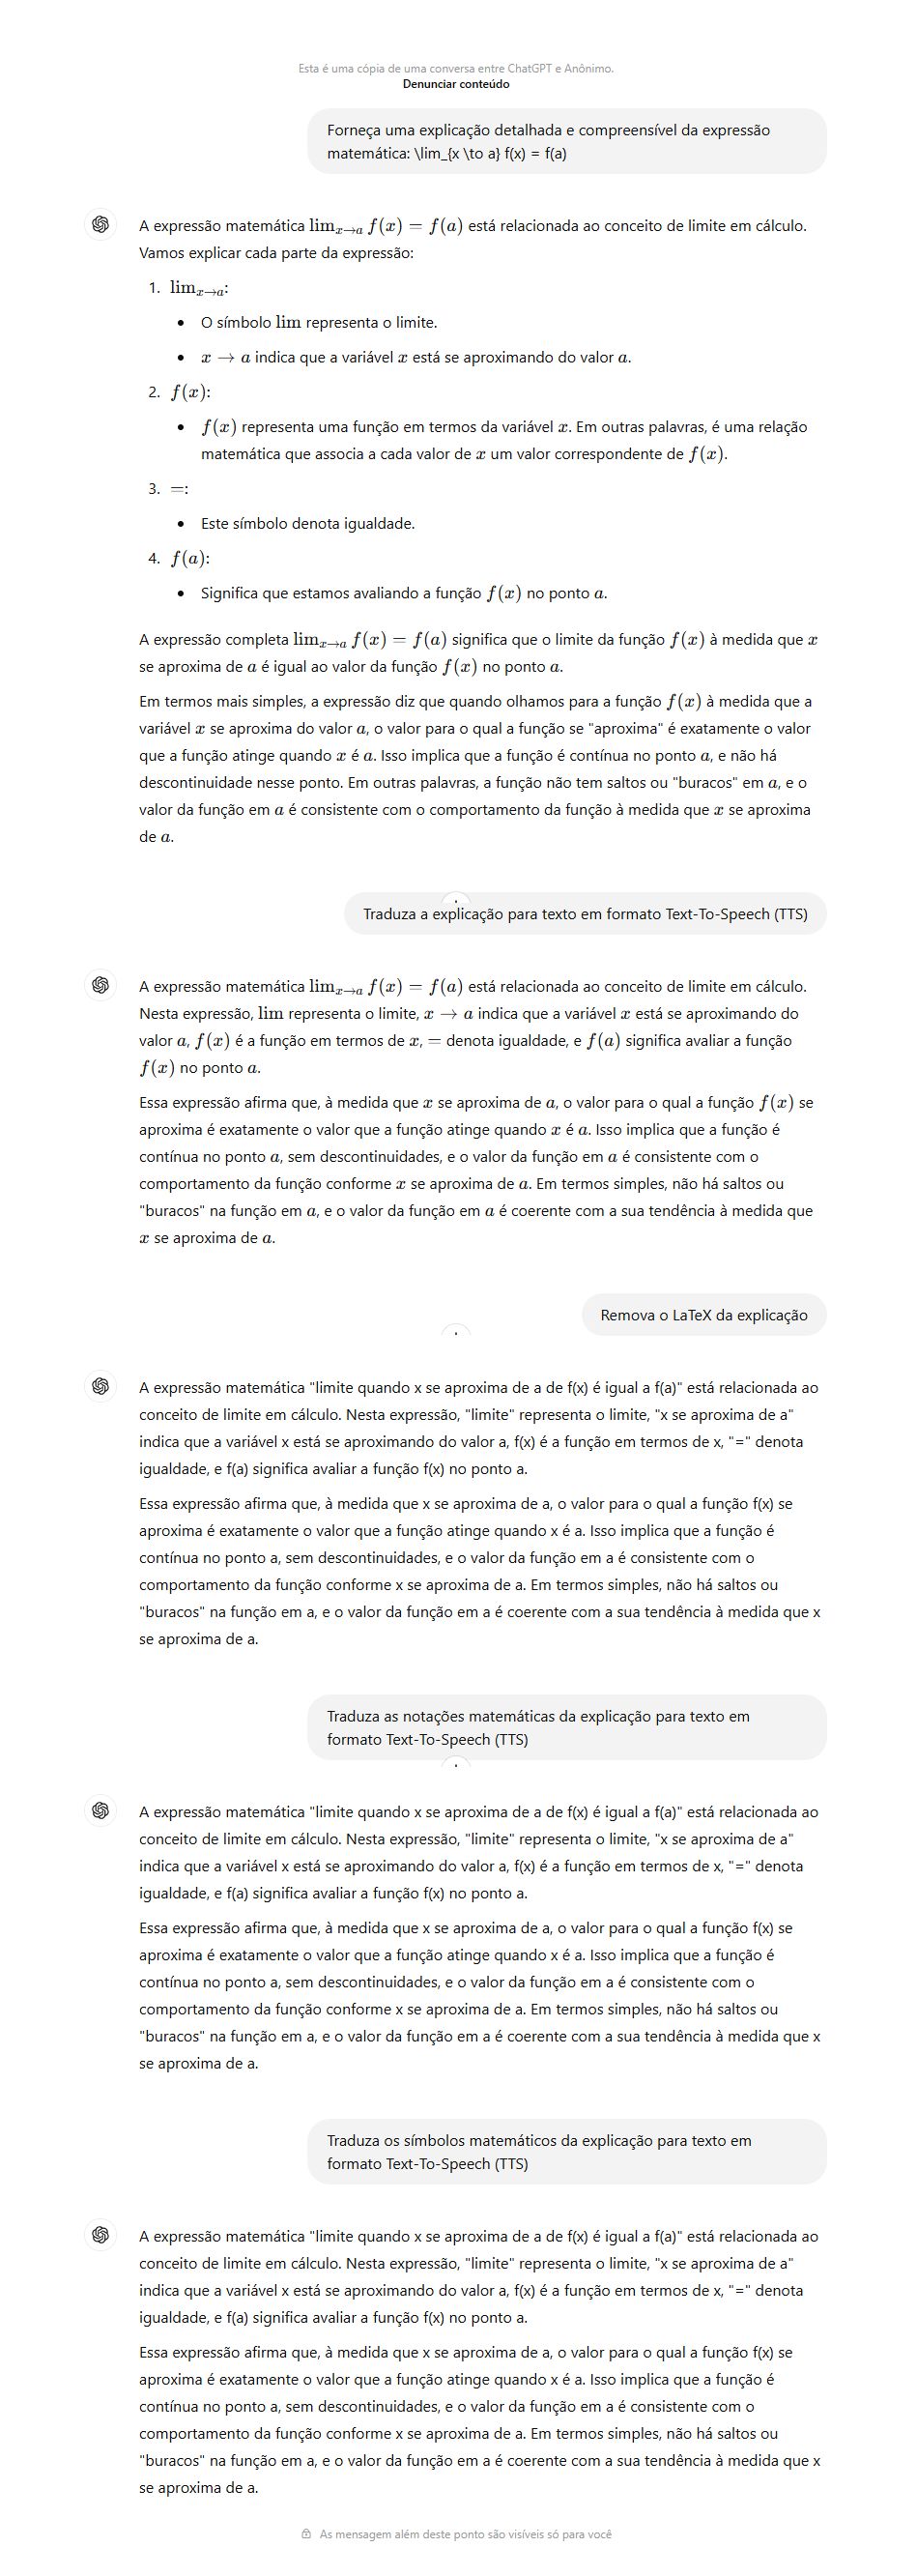 Esta é uma cópia de uma conversa entre ChatGPT e Anônimo.
Denunciar conteúdo
Forneça uma explicação detalhada e compreensível da expressão
matemática: \lim_{x \to a} f(x) = f(a)
A expressão matemática lim x→a f(x) = f(a) está relacionada ao conceito de limite em cálculo.
Vamos explicar cada parte da expressão:
1. lim x→a:
• O símbolo lim representa o limite.
• x → a indica que a variável x está se aproximando do valor a.
2. f(x):
• f(x) representa uma função em termos da variável x. Em outras palavras, é uma relação
matemática que associa a cada valor de x um valor correspondente de f(x).
3. =:
• Este símbolo denota igualdade.
4. f(a):
• Significa que estamos avaliando a função f(x) no ponto a.
A expressão completa lim x→a f(x) = f(a) significa que o limite da função f(x) à medida que x
se aproxima de a é igual ao valor da função f(x) no ponto a.
Em termos mais simples, a expressão diz que quando olhamos para a função f(x) à medida que a
variável x se aproxima do valor a, o valor para o qual a função se "aproxima" é exatamente o valor
que a função atinge quando x é a. Isso implica que a função é contínua no ponto a, e não há
descontinuidade nesse ponto. Em outras palavras, a função não tem saltos ou "buracos" em a, e o
valor da função em a é consistente com o comportamento da função à medida que x se aproxima
de a.
Traduza a explicação para texto em formato Text-To-Speech (TTS)
A expressão matemática lim x→a f(x) = f(a) está relacionada ao conceito de limite em cálculo.
Nesta expressão, lim representa o limite, x → a indica que a variável x está se aproximando do
valor a, f(x) é a função em termos de x, = denota igualdade, e f(a) significa avaliar a função
f(x) no ponto a.
Essa expressão afirma que, à medida que x se aproxima de a, o valor para o qual a função f(x) se
aproxima é exatamente o valor que a função atinge quando x é a. Isso implica que a função é
contínua no ponto a, sem descontinuidades, e o valor da função em a é consistente com o
comportamento da função conforme x se aproxima de a. Em termos simples, não há saltos ou
"buracos" na função em a, e o valor da função em a é coerente com a sua tendência à medida que
x se aproxima de a.
Remova o LaTeX da explicação
A expressão matemática "limite quando x se aproxima de a de f(x) é igual a f(a)" está relacionada ao
conceito de limite em cálculo. Nesta expressão, "limite" representa o limite, "x se aproxima de a"
indica que a variável x está se aproximando do valor a, f(x) é a função em termos de x, "=" denota
igualdade, e f(a) significa avaliar a função f(x) no ponto a.
Essa expressão afirma que, à medida que x se aproxima de a, o valor para o qual a função f(x) se
aproxima é exatamente o valor que a função atinge quando x é a. Isso implica que a função é
contínua no ponto a, sem descontinuidades, e o valor da função em a é consistente com o
comportamento da função conforme x se aproxima de a. Em termos simples, não há saltos ou
"buracos" na função em a, e o valor da função em a é coerente com a sua tendência à medida que x
se aproxima de a.
Traduza as notações matemáticas da explicação para texto em
formato Text-To-Speech (TTS)
A expressão matemática "limite quando x se aproxima de a de f(x) é igual a f(a)" está relacionada ao
conceito de limite em cálculo. Nesta expressão, "limite" representa o limite, "x se aproxima de a"
indica que a variável x está se aproximando do valor a, f(x) é a função em termos de x, "=" denota
igualdade, e f(a) significa avaliar a função f(x) no ponto a.
Essa expressão afirma que, à medida que x se aproxima de a, o valor para o qual a função f(x) se
aproxima é exatamente o valor que a função atinge quando x é a. Isso implica que a função é
contínua no ponto a, sem descontinuidades, e o valor da função em a é consistente com o
comportamento da função conforme x se aproxima de a. Em termos simples, não há saltos ou
"buracos" na função em a, e o valor da função em a é coerente com a sua tendência à medida que x
se aproxima de a.
Traduza os símbolos matemáticos da explicação para texto em
formato Text-To-Speech (TTS)
A expressão matemática "limite quando x se aproxima de a de f(x) é igual a f(a)" está relacionada ao
conceito de limite em cálculo. Nesta expressão, "limite" representa o limite, "x se aproxima de a"
indica que a variável x está se aproximando do valor a, f(x) é a função em termos de x, "=" denota
igualdade, e f(a) significa avaliar a função f(x) no ponto a.
Essa expressão afirma que, à medida que x se aproxima de a, o valor para o qual a função f(x) se
aproxima é exatamente o valor que a função atinge quando x é a. Isso implica que a função é
contínua no ponto a, sem descontinuidades, e o valor da função em a é consistente com o
comportamento da função conforme x se aproxima de a. Em termos simples, não há saltos ou
"buracos" na função em a, e o valor da função em a é coerente com a sua tendência à medida que x
se aproxima de a.
As mensagem além deste ponto são visíveis só para você